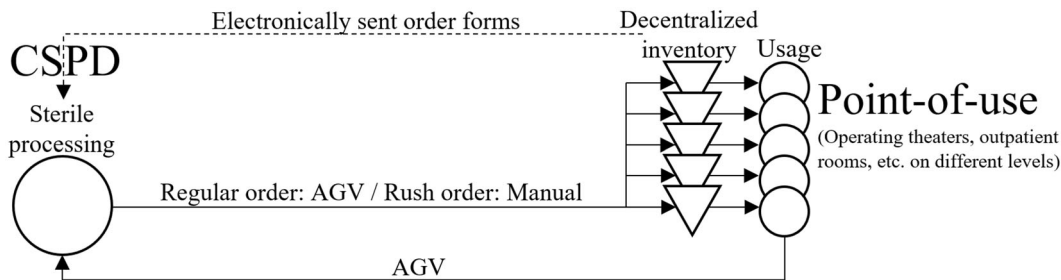 Electronically sent order forms
Decentralized
inventory
Usage
CSPD
Sterile
processing
Point-of-use
(Operating theaters, outpatient
rooms, etc. on different levels)
Regular order: AGV / Rush order: Manual
AGV